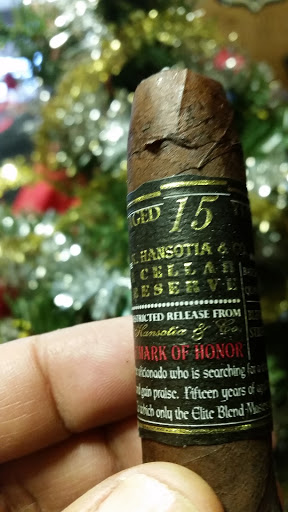 AGED 15
HANSOTIA & CO
CELLAR
RESERVE
RESTRICTED RELEASE FROM
Hansotia & Co.
MARK OF HONOR
aficionado who is searching for
and gain praise. Fifteen years of
which only the Elite Blend